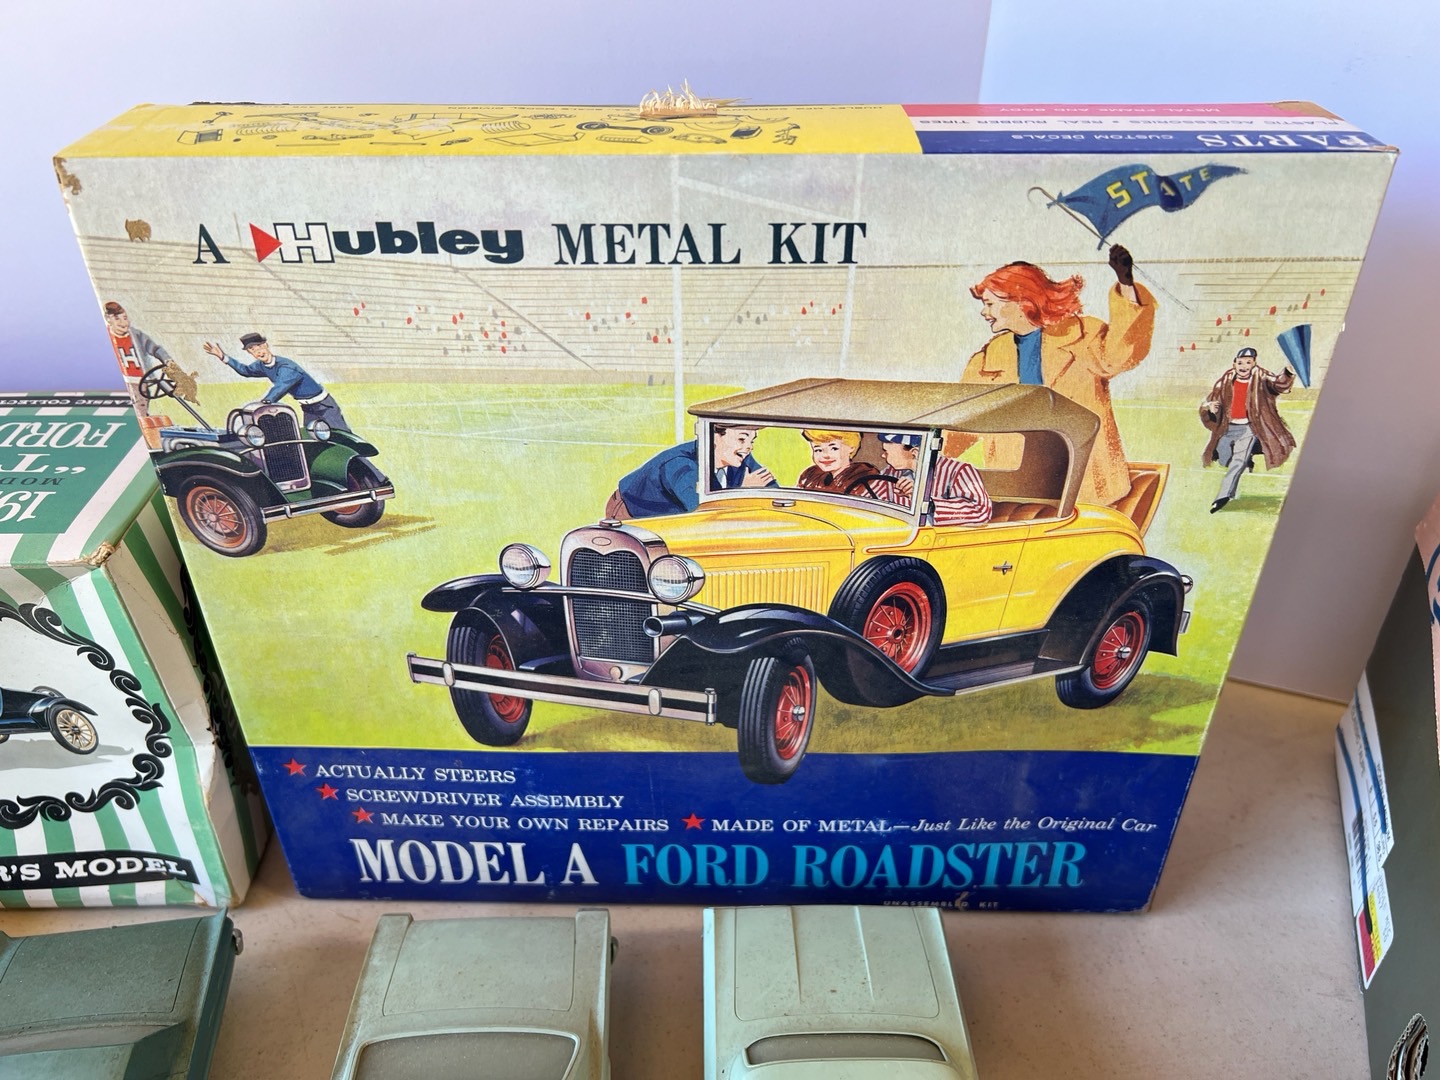 PARTS
CUSTOM DECALS
PLASTIC ACCESSORIES • REAL RUBBER TIRES
METAL FRAME AND BODY
A Hubley METAL KIT
STATE
H
★ ACTUALLY STEERS
★ SCREWDRIVER ASSEMBLY
★ MAKE YOUR OWN REPAIRS ★ MADE OF METAL—Just Like the Original Car
MODEL A FORD ROADSTER
UNASSEMBLED KIT
FORD
"T"
MOD
19
R'S MODEL